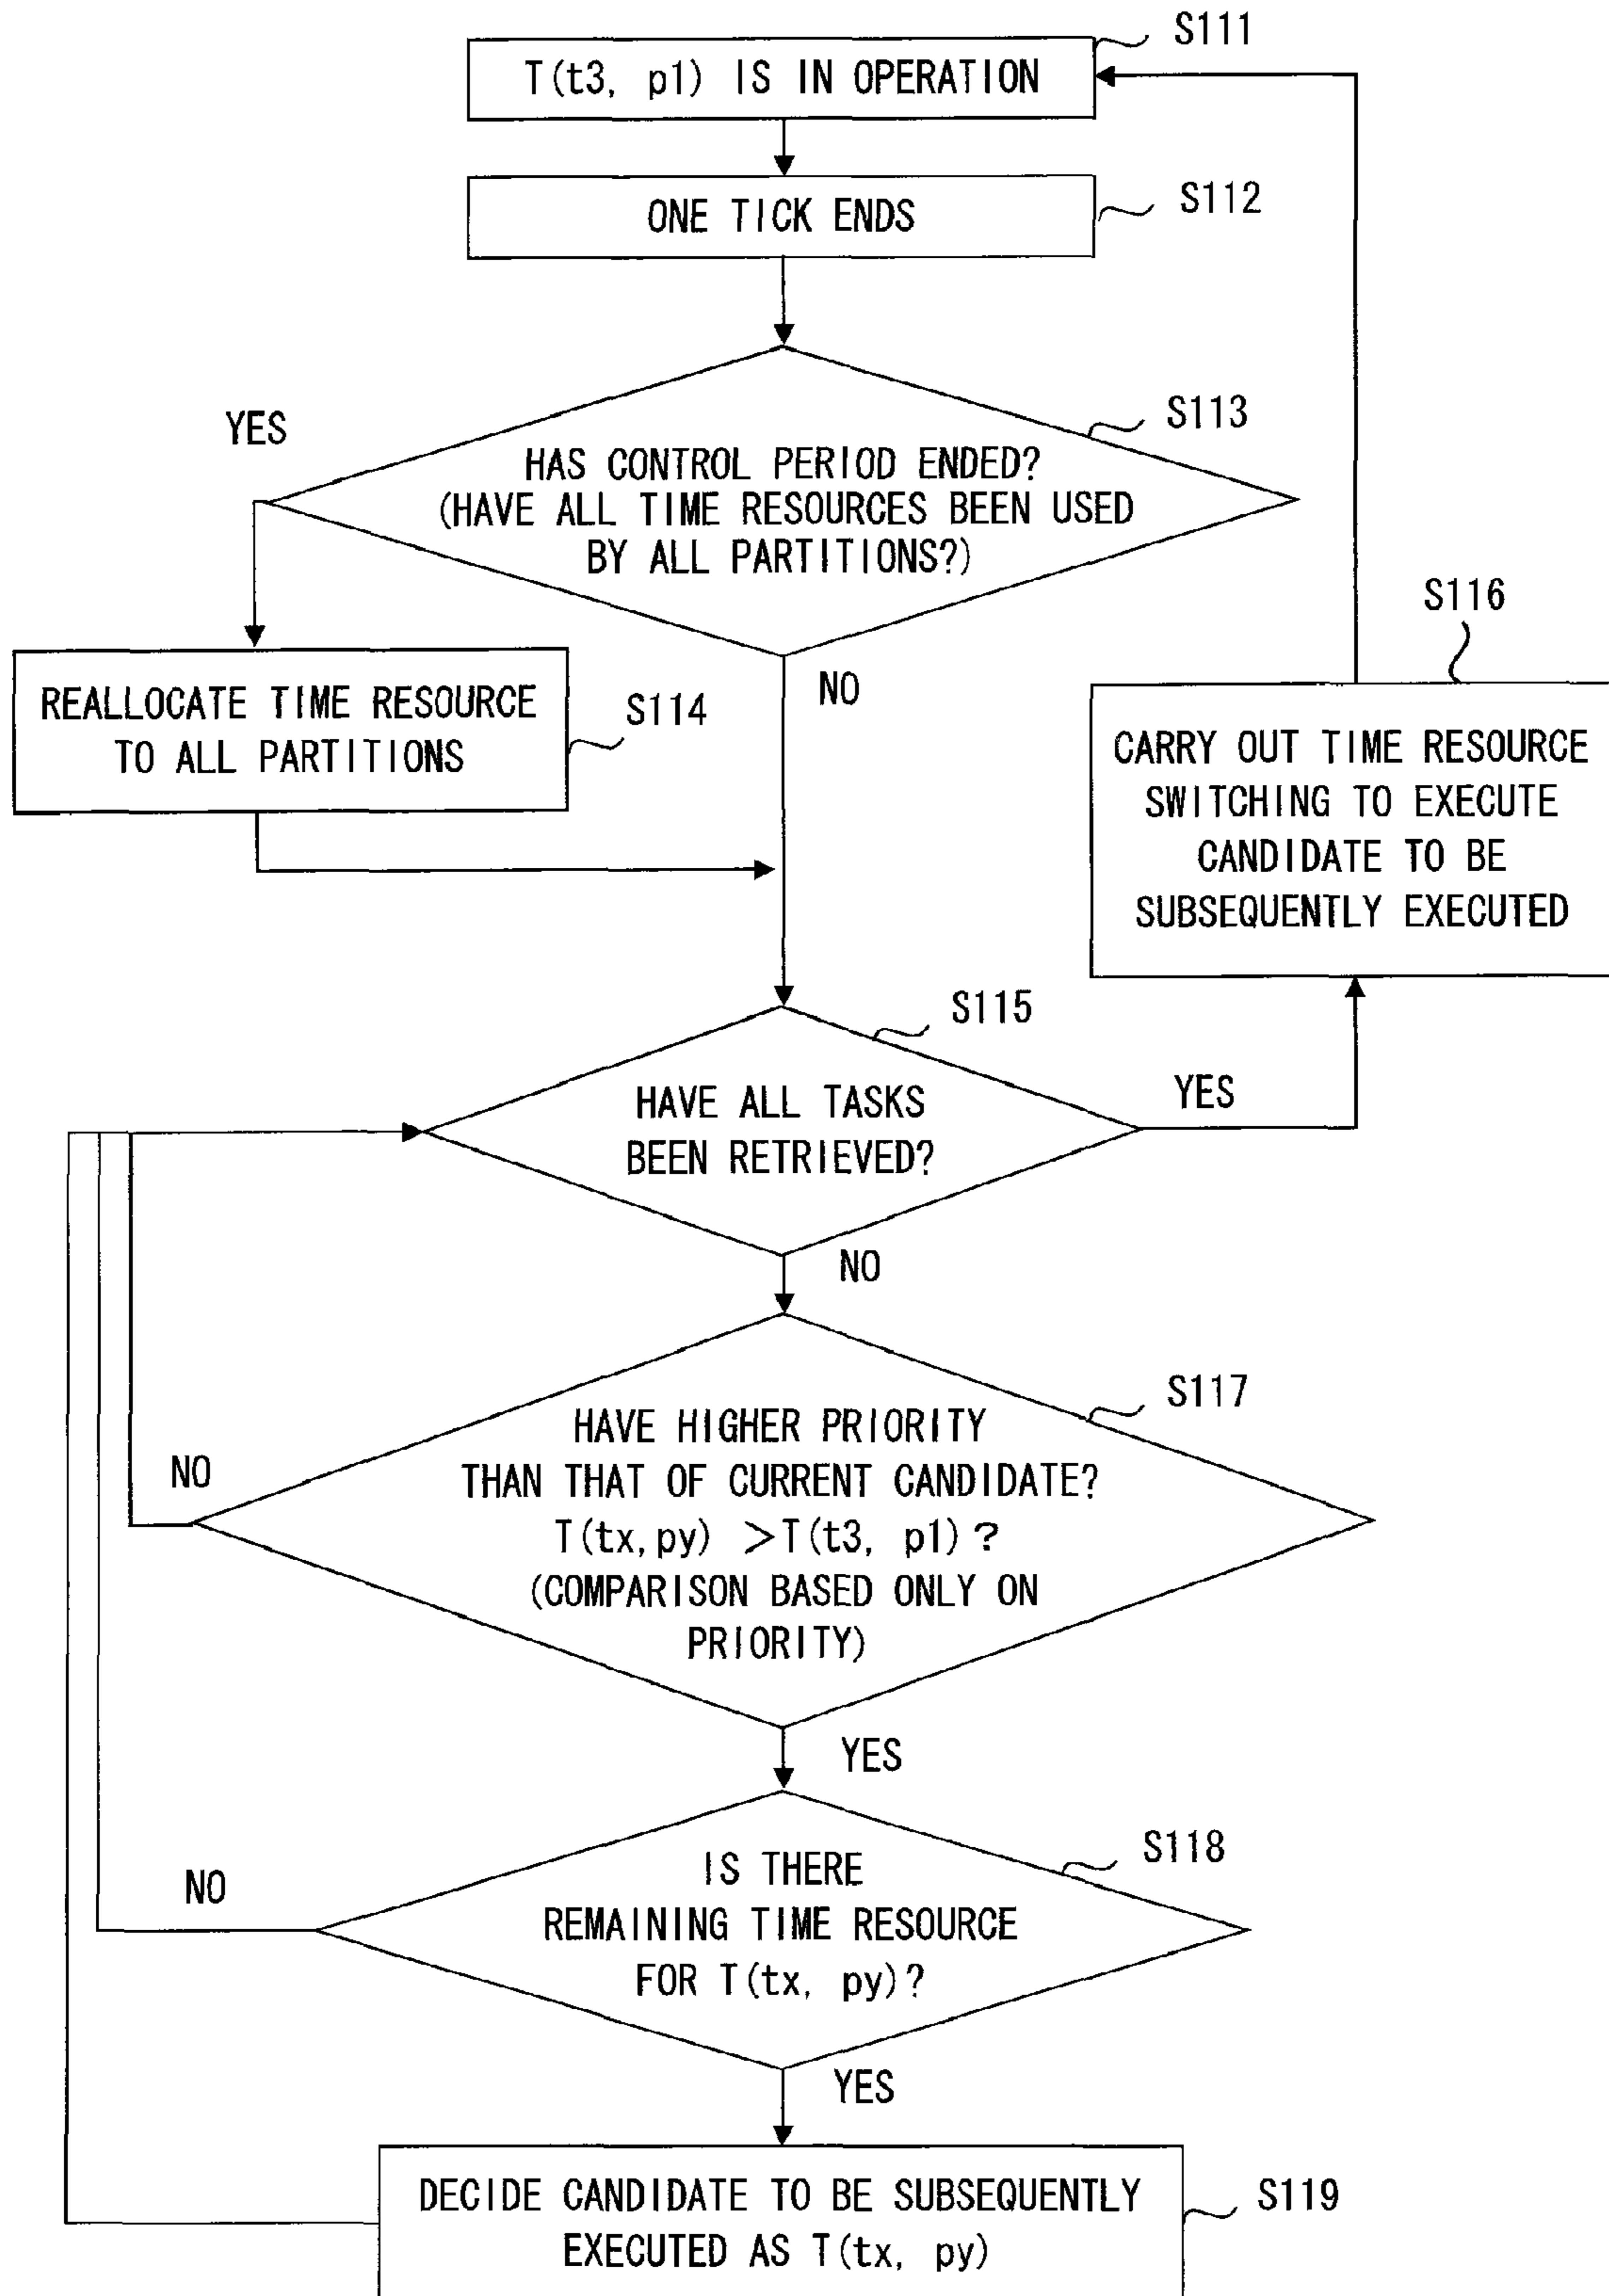 S111
T(t3, p1) IS IN OPERATION
S112
ONE TICK ENDS
S113
YES
HAS CONTROL PERIOD ENDED?
(HAVE ALL TIME RESOURCES BEEN USED
BY ALL PARTITIONS?)
NO
S114
REALLOCATE TIME RESOURCE
TO ALL PARTITIONS
S116
CARRY OUT TIME RESOURCE
SWITCHING TO EXECUTE
CANDIDATE TO BE
SUBSEQUENTLY EXECUTED
S115
HAVE ALL TASKS
BEEN RETRIEVED?
YES
NO
S117
HAVE HIGHER PRIORITY
THAN THAT OF CURRENT CANDIDATE?
T(tx,py) >T(t3, p1)?
(COMPARISON BASED ONLY ON
PRIORITY)
NO
YES
S118
IS THERE
REMAINING TIME RESOURCE
FOR T(tx, py)?
NO
YES
S119
DECIDE CANDIDATE TO BE SUBSEQUENTLY
EXECUTED AS T(tx, py)